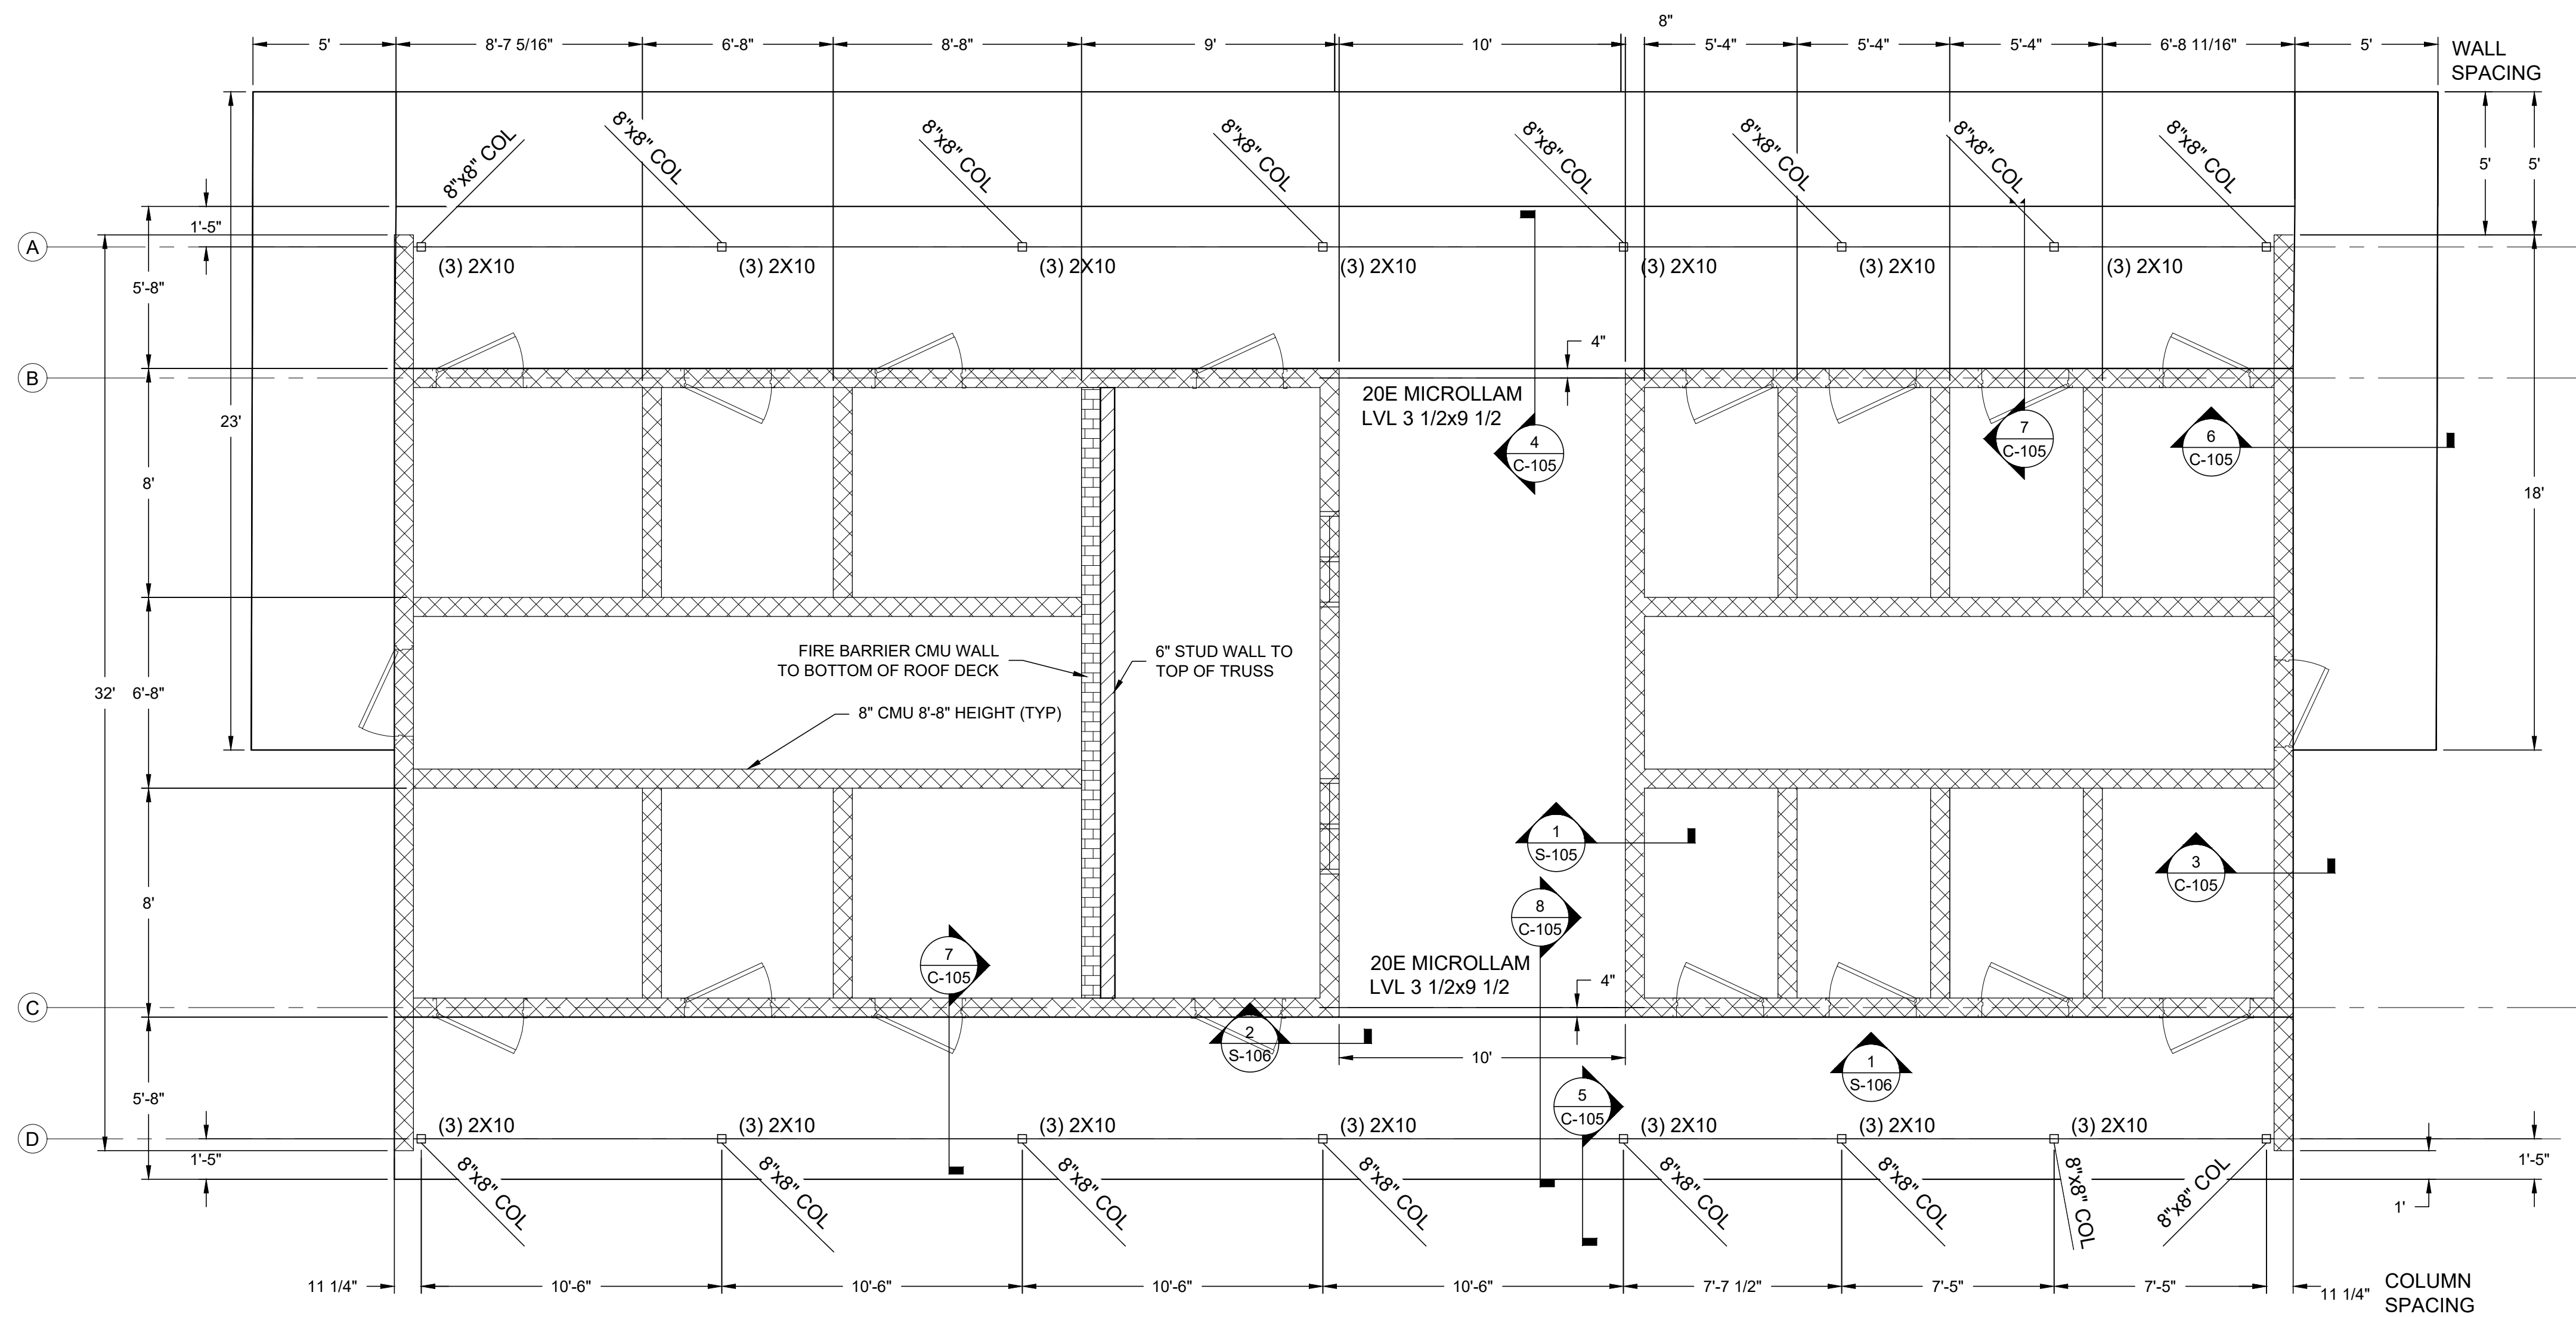 8"
5'
8'-7 5/16"
6'-8"
8'-8"
9'
10'
5'-4"
5'-4"
5'-4"
6'-8 11/16"
5'
WALL
SPACING
8"x8" COL
8"x8" COL
8"x8" COL
8"x8" COL
8"x8" COL
8"x8" COL
8"x8" COL
8"x8" COL
5'
5'
1'-5"
A
(3) 2X10
(3) 2X10
(3) 2X10
(3) 2X10
(3) 2X10
(3) 2X10
(3) 2X10
5'-8"
4"
B
20E MICROLLAM
LVL 3 1/2x9 1/2
23'
4
C-105
7
C-105
6
C-105
8'
18'
FIRE BARRIER CMU WALL
TO BOTTOM OF ROOF DECK
6" STUD WALL TO
TOP OF TRUSS
32'
6'-8"
8" CMU 8'-8" HEIGHT (TYP)
1
S-105
3
C-105
8'
8
C-105
7
C-105
20E MICROLLAM
LVL 3 1/2x9 1/2
4"
C
2
S-106
10'
1
S-106
5'-8"
5
C-105
D
(3) 2X10
(3) 2X10
(3) 2X10
(3) 2X10
(3) 2X10
(3) 2X10
(3) 2X10
1'-5"
1'-5"
8"x8" COL
8"x8" COL
8"x8" COL
8"x8" COL
8"x8" COL
8"x8" COL
8"x8" COL
8"x8" COL
1'
11 1/4"
10'-6"
10'-6"
10'-6"
10'-6"
7'-7 1/2"
7'-5"
7'-5"
11 1/4"
COLUMN
SPACING